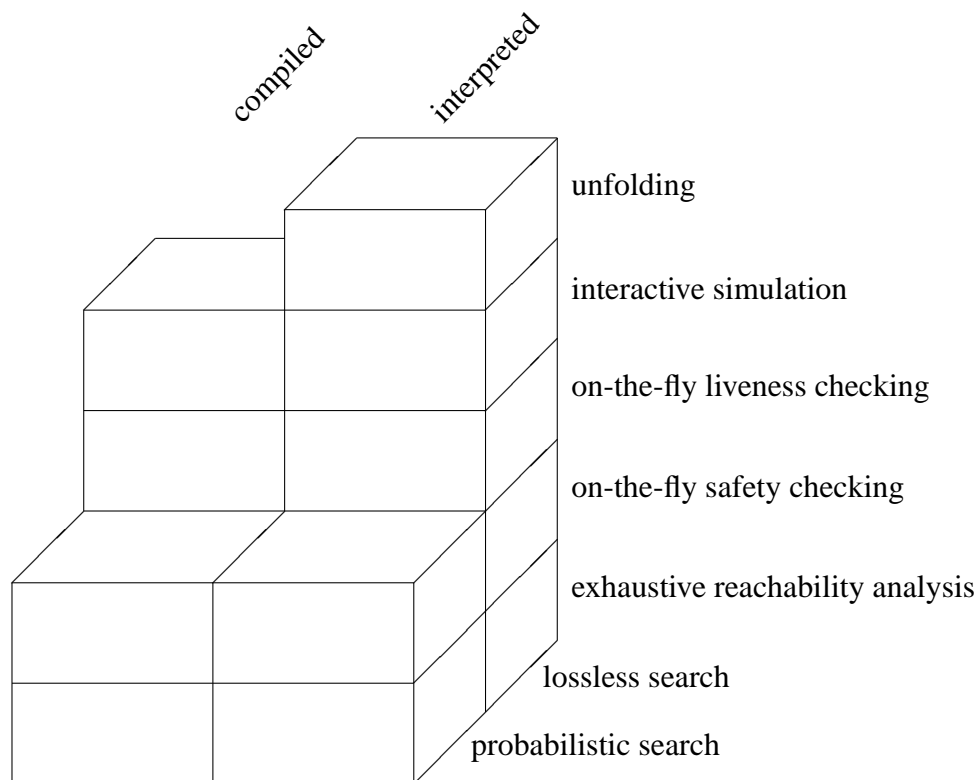 compiled
interpreted
unfolding
interactive simulation
on-the-fly liveness checking
on-the-fly safety checking
exhaustive reachability analysis
lossless search
probabilistic search